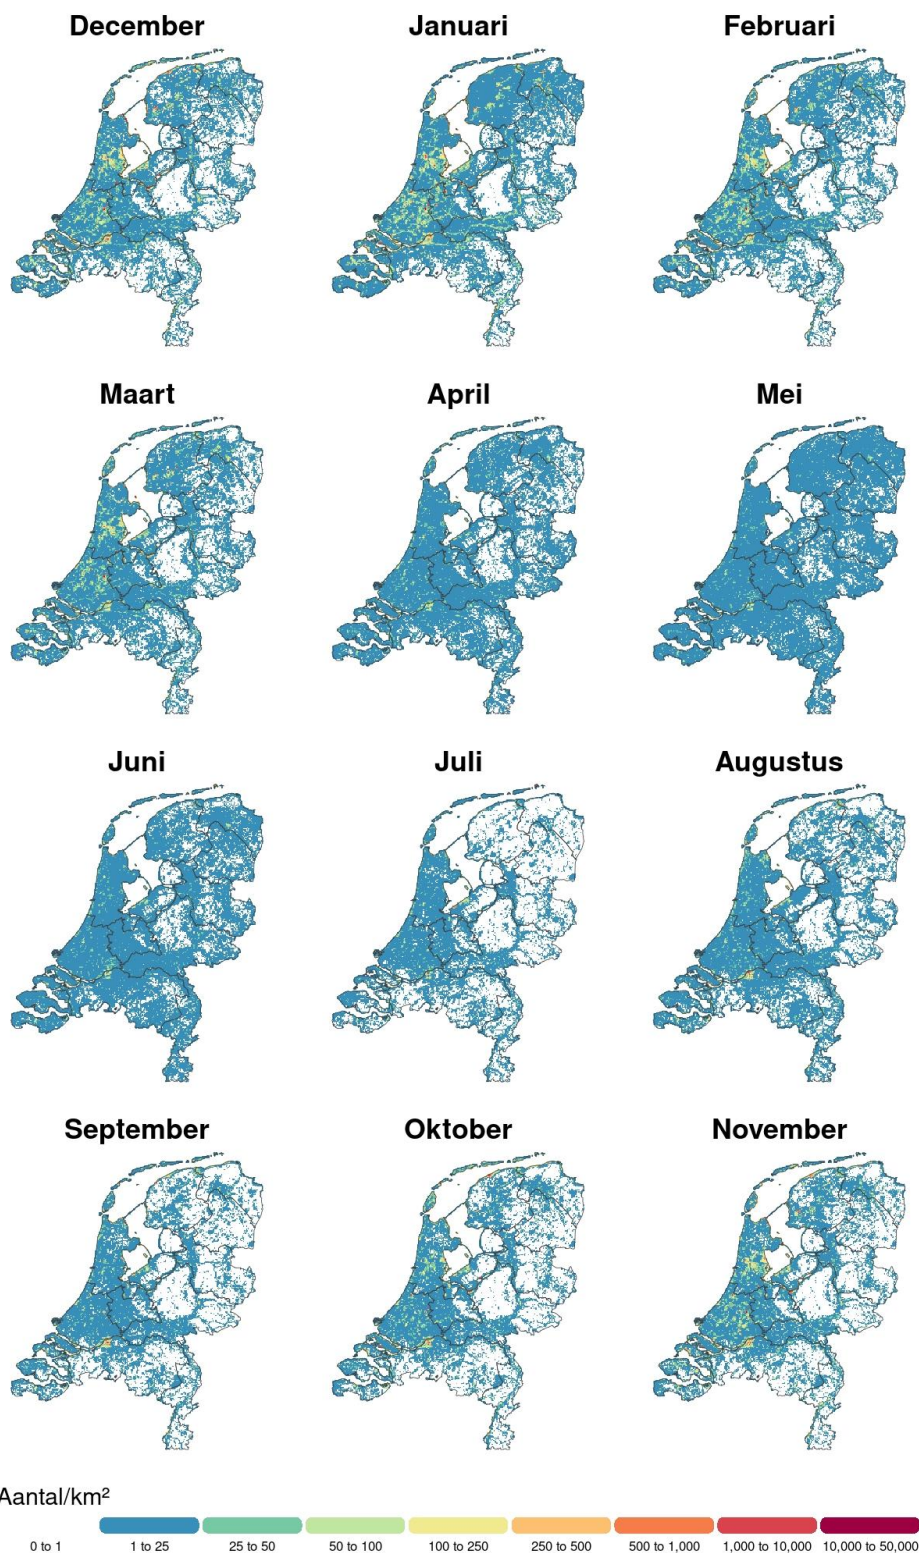 December Januari Februari
Maart April Mei
Juni Juli Augustus
September Oktober November
Aantal/km²
0 to 1 1 to 25 25 to 50 50 to 100 100 to 250 250 to 500 500 to 1,000 1,000 to 10,000 10,000 to 50,000